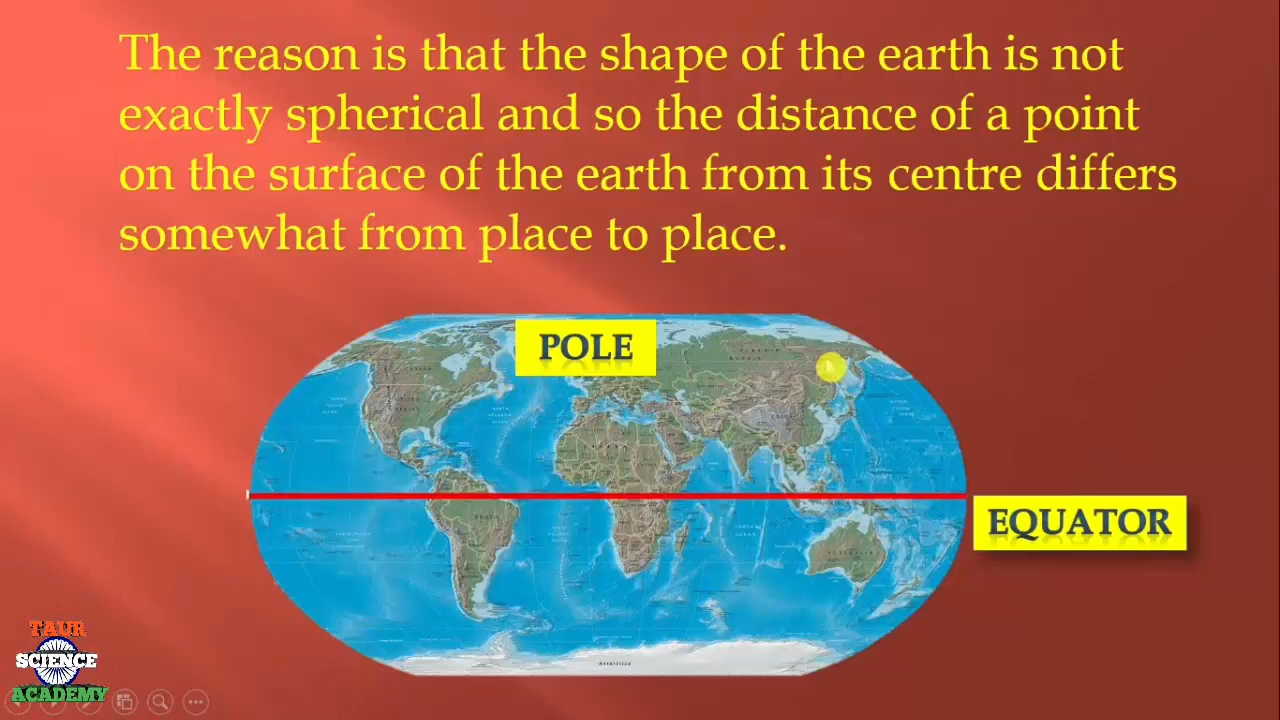 The reason is that the shape of the earth is not
exactly spherical and so the distance of a point
on the surface of the earth from its centre differs
somewhat from place to place.
POLE
EQUATOR
TAUR
SCIENCE
ACADEMY